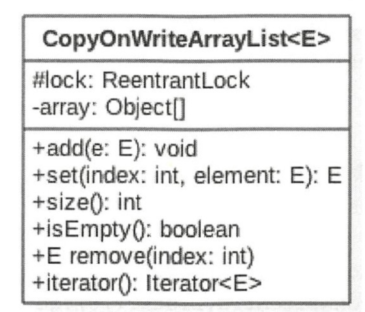 CopyOnWriteArrayList<E>
#lock: ReentrantLock
-array: Object[]
+add(e: E): void
+set(index: int, element: E): E
+size(): int
+isEmpty(): boolean
+E remove(index: int)
+iterator(): Iterator<E>